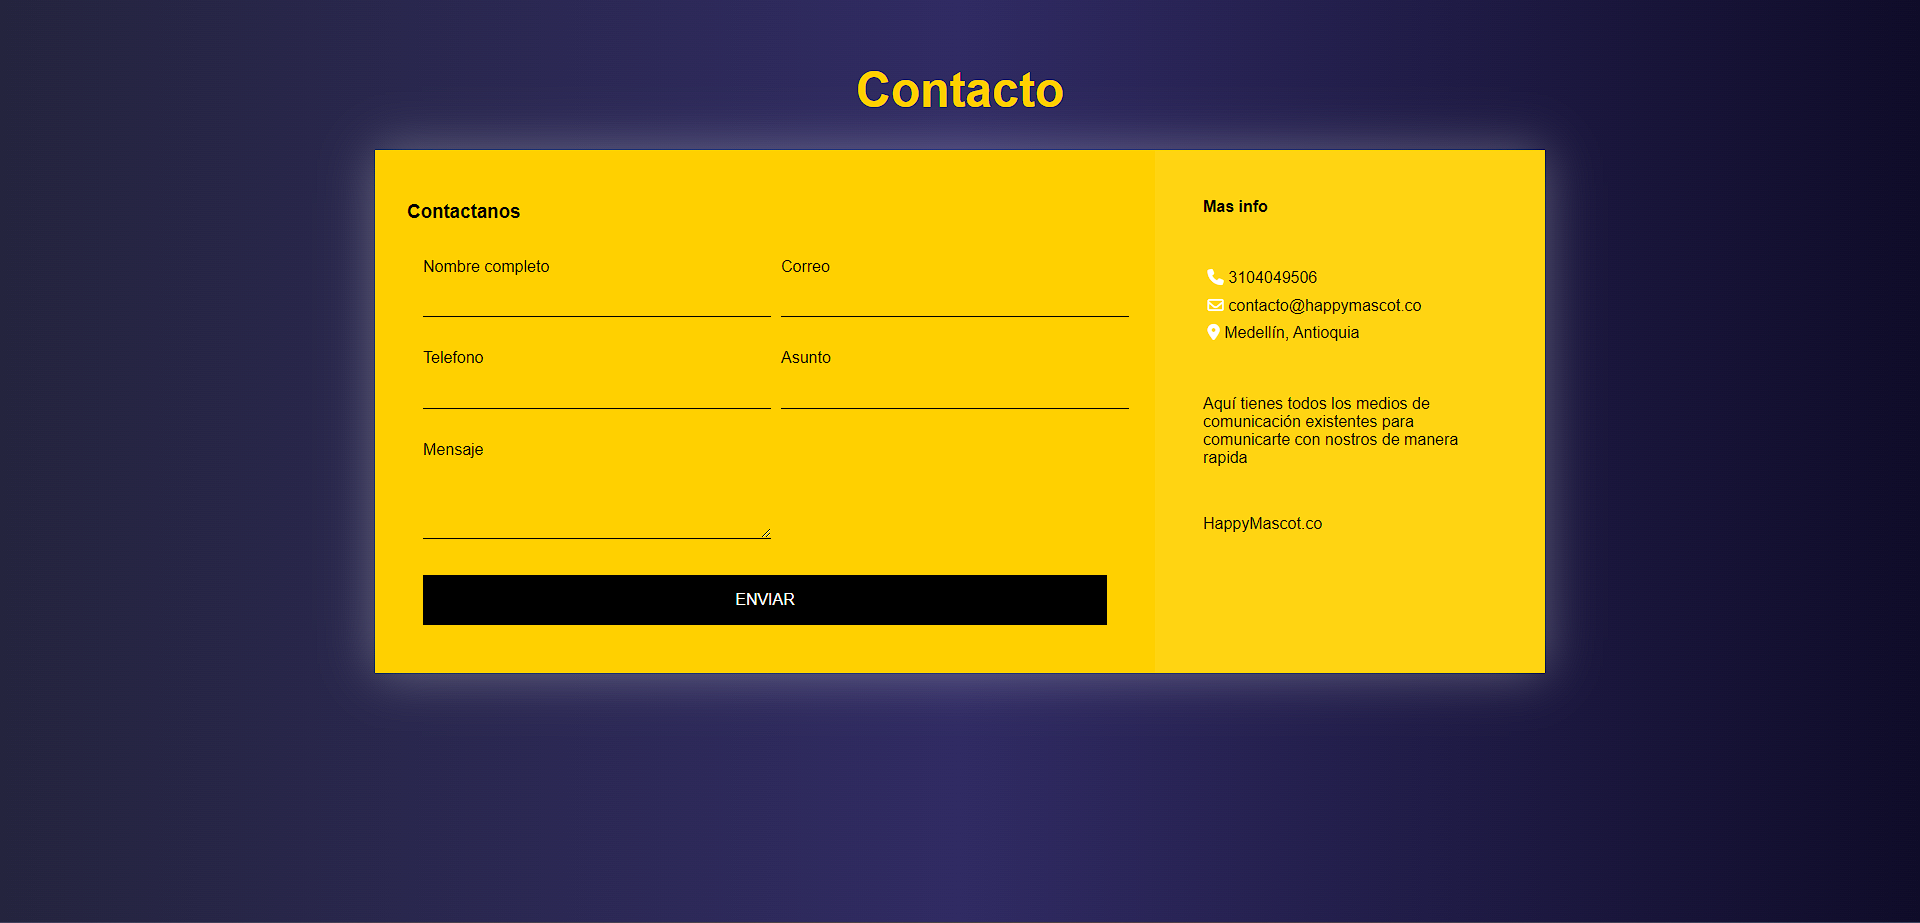 Contacto
Contactanos
Nombre completo
Correo
Telefono
Asunto
Mensaje
ENVIAR
Mas info
3104049506
contacto@happymascot.co
Medellín, Antioquia
Aquí tienes todos los medios de
comunicación existentes para
comunicarte con nostros de manera
rapida
HappyMascot.co